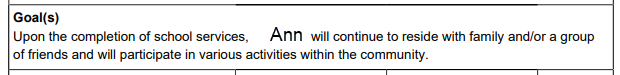 Goal(s)
Upon the completion of school services, Ann will continue to reside with family and/or a group
of friends and will participate in various activities within the community.